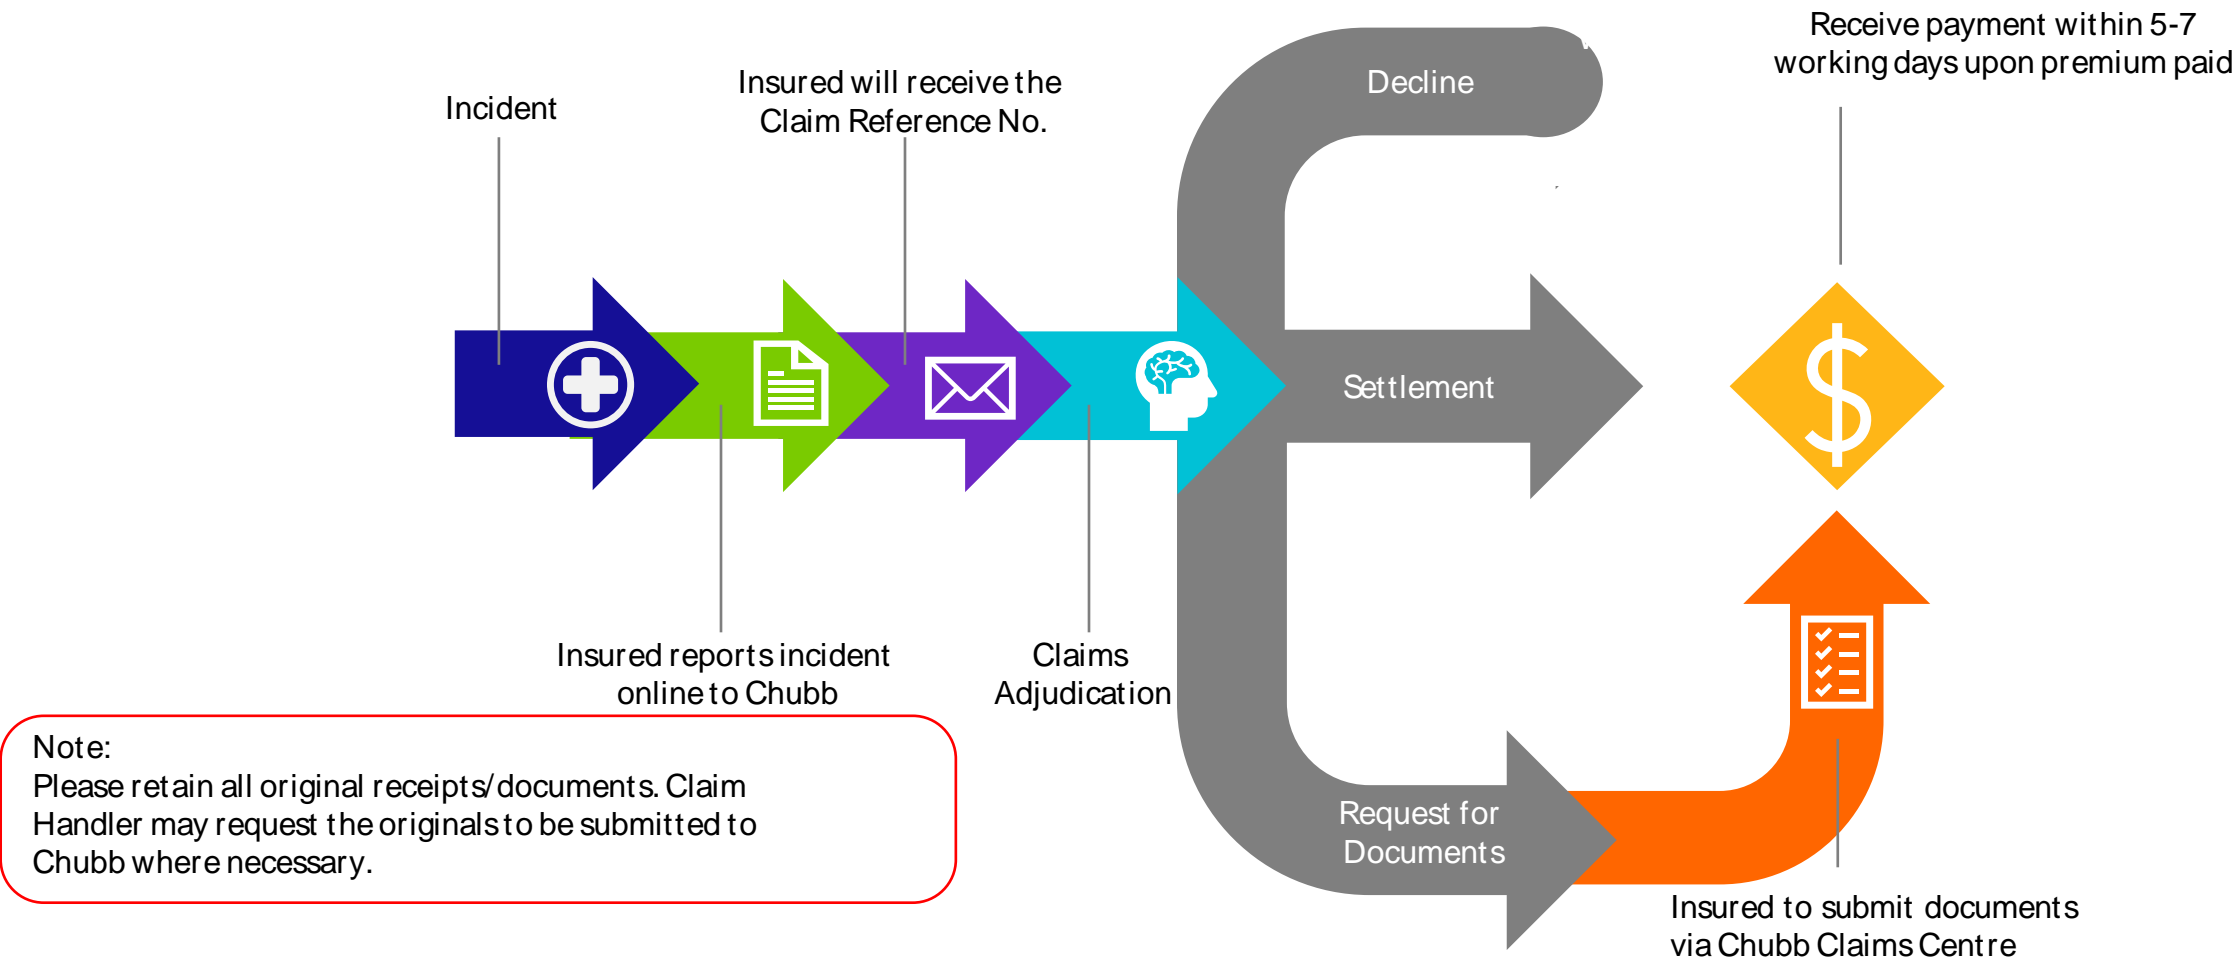 Receive payment within 5-7
working days upon premium paid
Decline
Insured will receive the
Claim Reference No.
Incident
Settlement
Insured reports incident
online to Chubb
Claims
Adjudication
Note:
Please retain all original receipts/documents. Claim
Handler may request the originals to be submitted to
Chubb where necessary.
Request for
Documents
Insured to submit documents
via Chubb Claims Centre